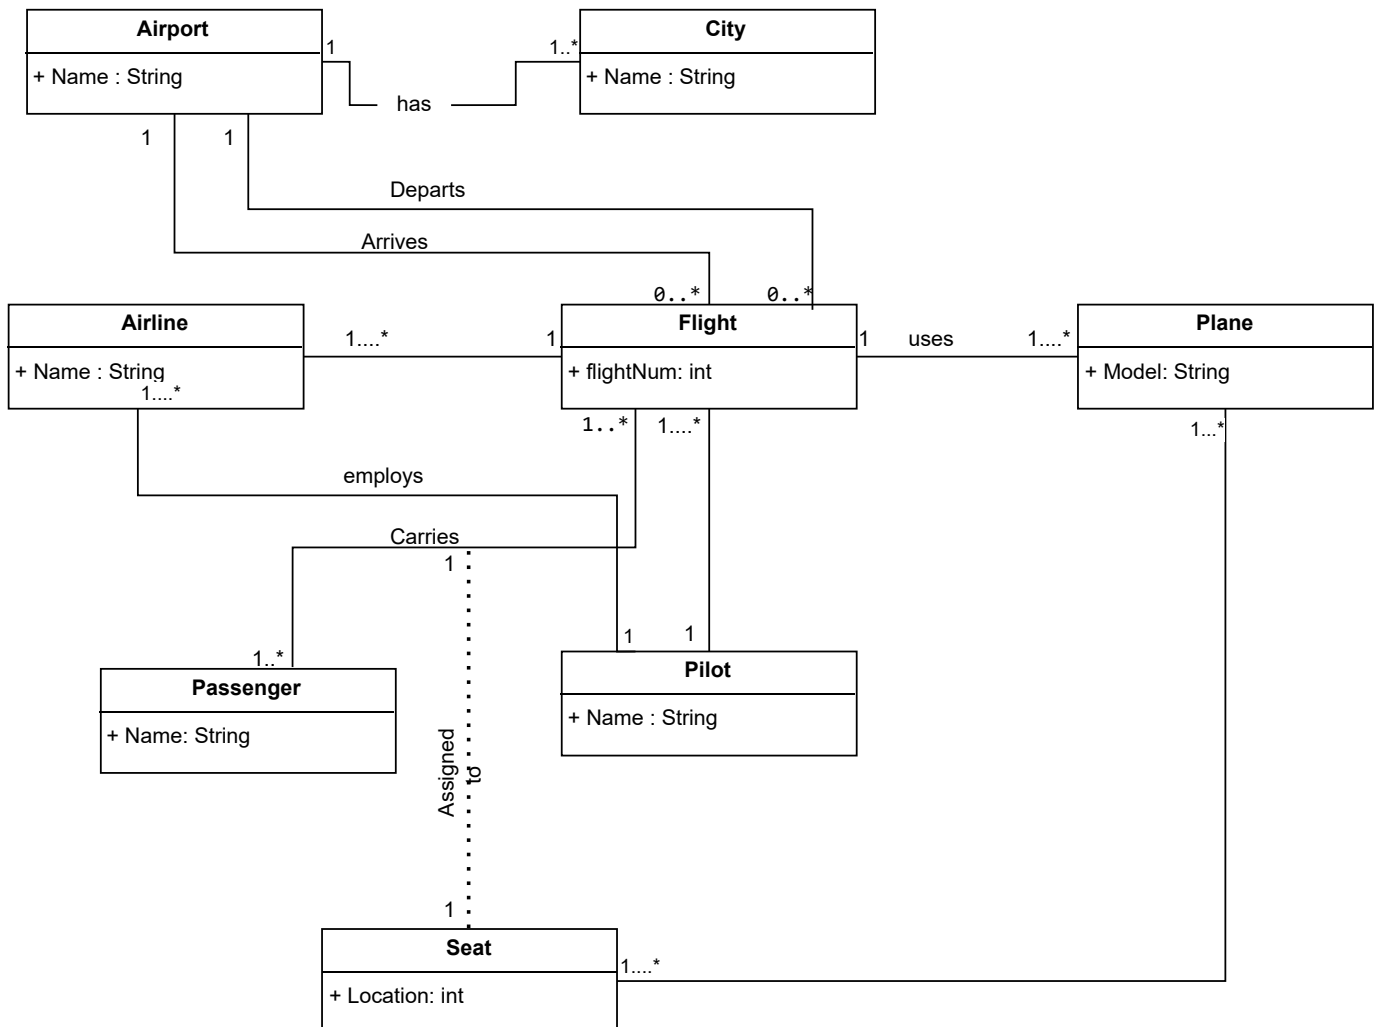 Airport
City
1
1..*
+ Name : String
+ Name : String
has
1
1
Departs
Arrives
0..*
0..*
Airline
Flight
Plane
1....*
1
1
uses
1....*
+ Name : String
+ flightNum: int
+ Model: String
1....*
1..*
1....*
1...*
employs
Carries
1
1
1
1..*
Passenger
Pilot
+ Name: String
+ Name : String
Assigned
to
1
Seat
1....*
+ Location: int